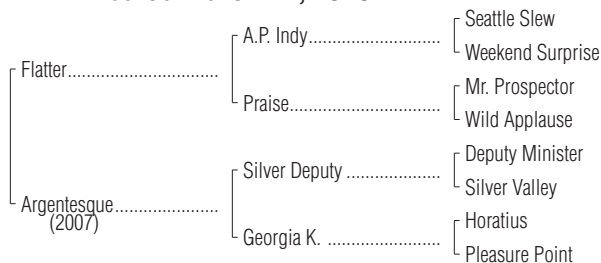 Seattle Slew
A.P. Indy
Weekend Surprise
Flatter
Mr. Prospector
Praise
Wild Applause
Deputy Minister
Silver Deputy
Silver Valley
Argentesque
(2007)
Horatius
Georgia K.
Pleasure Point